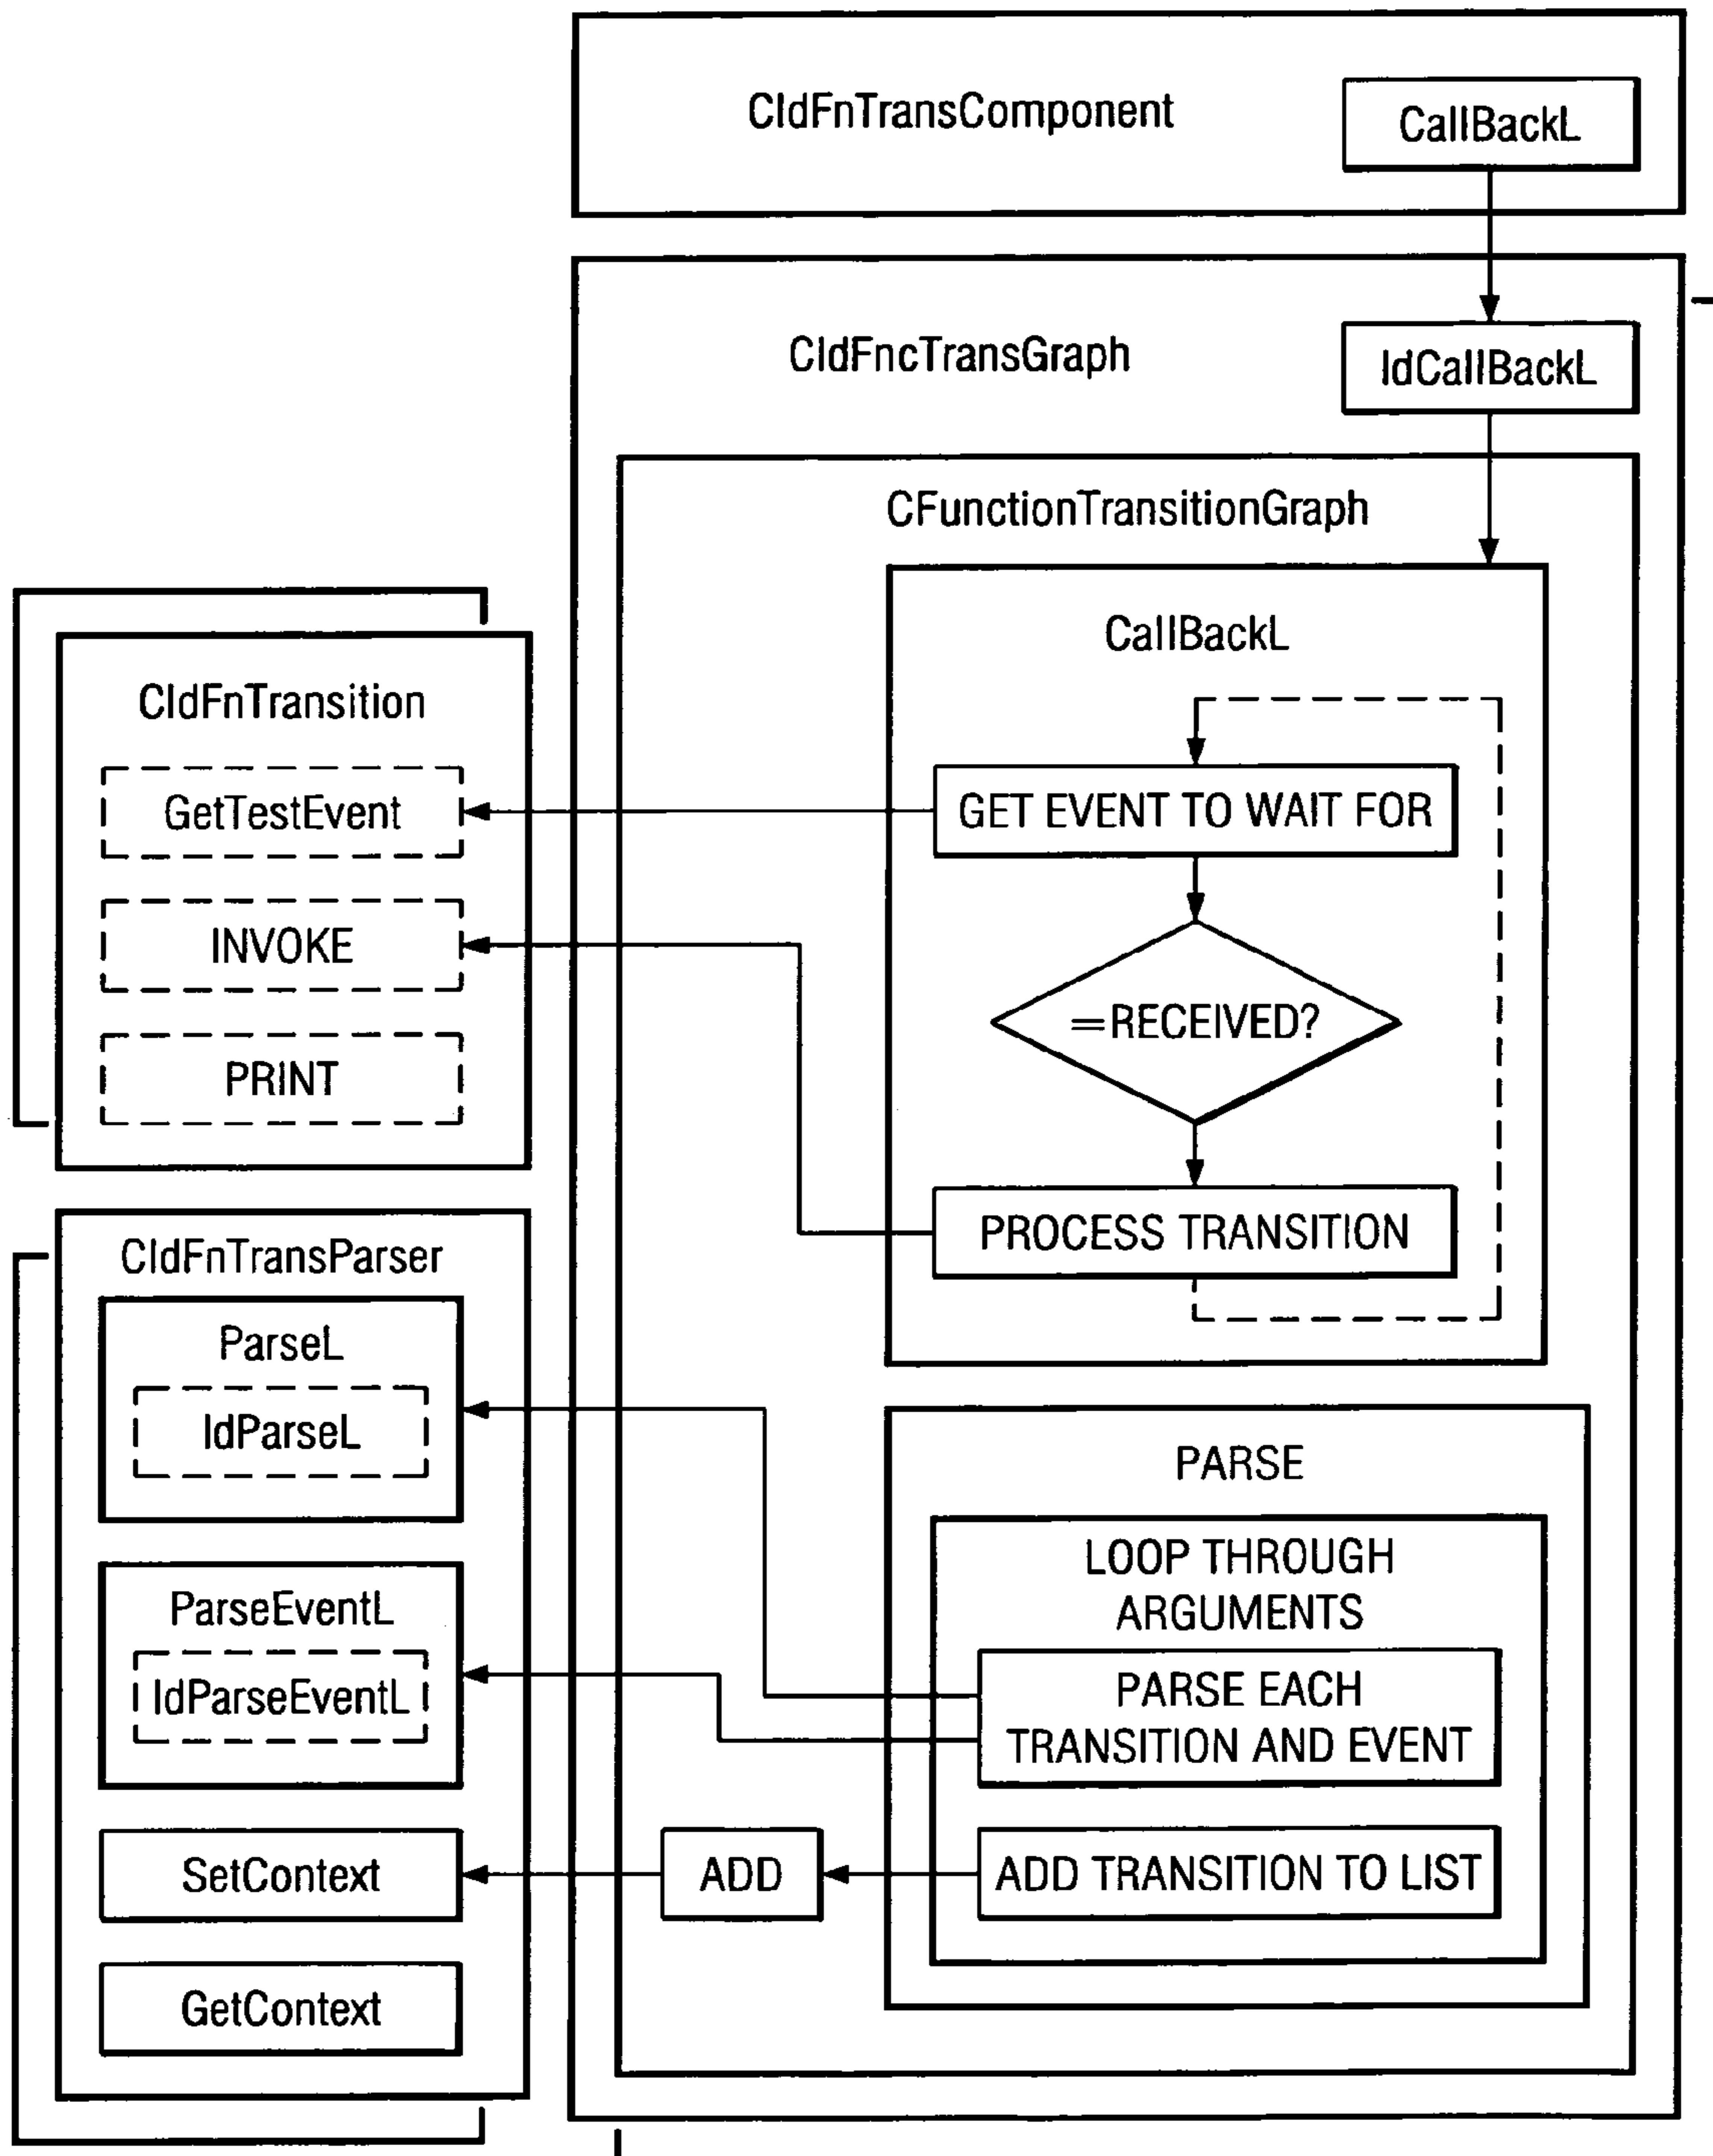 CIdFnTransComponent
CallBackL
CIdFncTransGraph
IdCallBackL
CFunctionTransitionGraph
CallBackL
GET EVENT TO WAIT FOR
=RECEIVED?
PROCESS TRANSITION
CIdFnTransition
GetTestEvent
INVOKE
PRINT
CIdFnTransParser
ParseL
IdParseL
ParseEventL
IdParseEventL
SetContext
GetContext
PARSE
LOOP THROUGH
ARGUMENTS
PARSE EACH
TRANSITION AND EVENT
ADD
ADD TRANSITION TO LIST